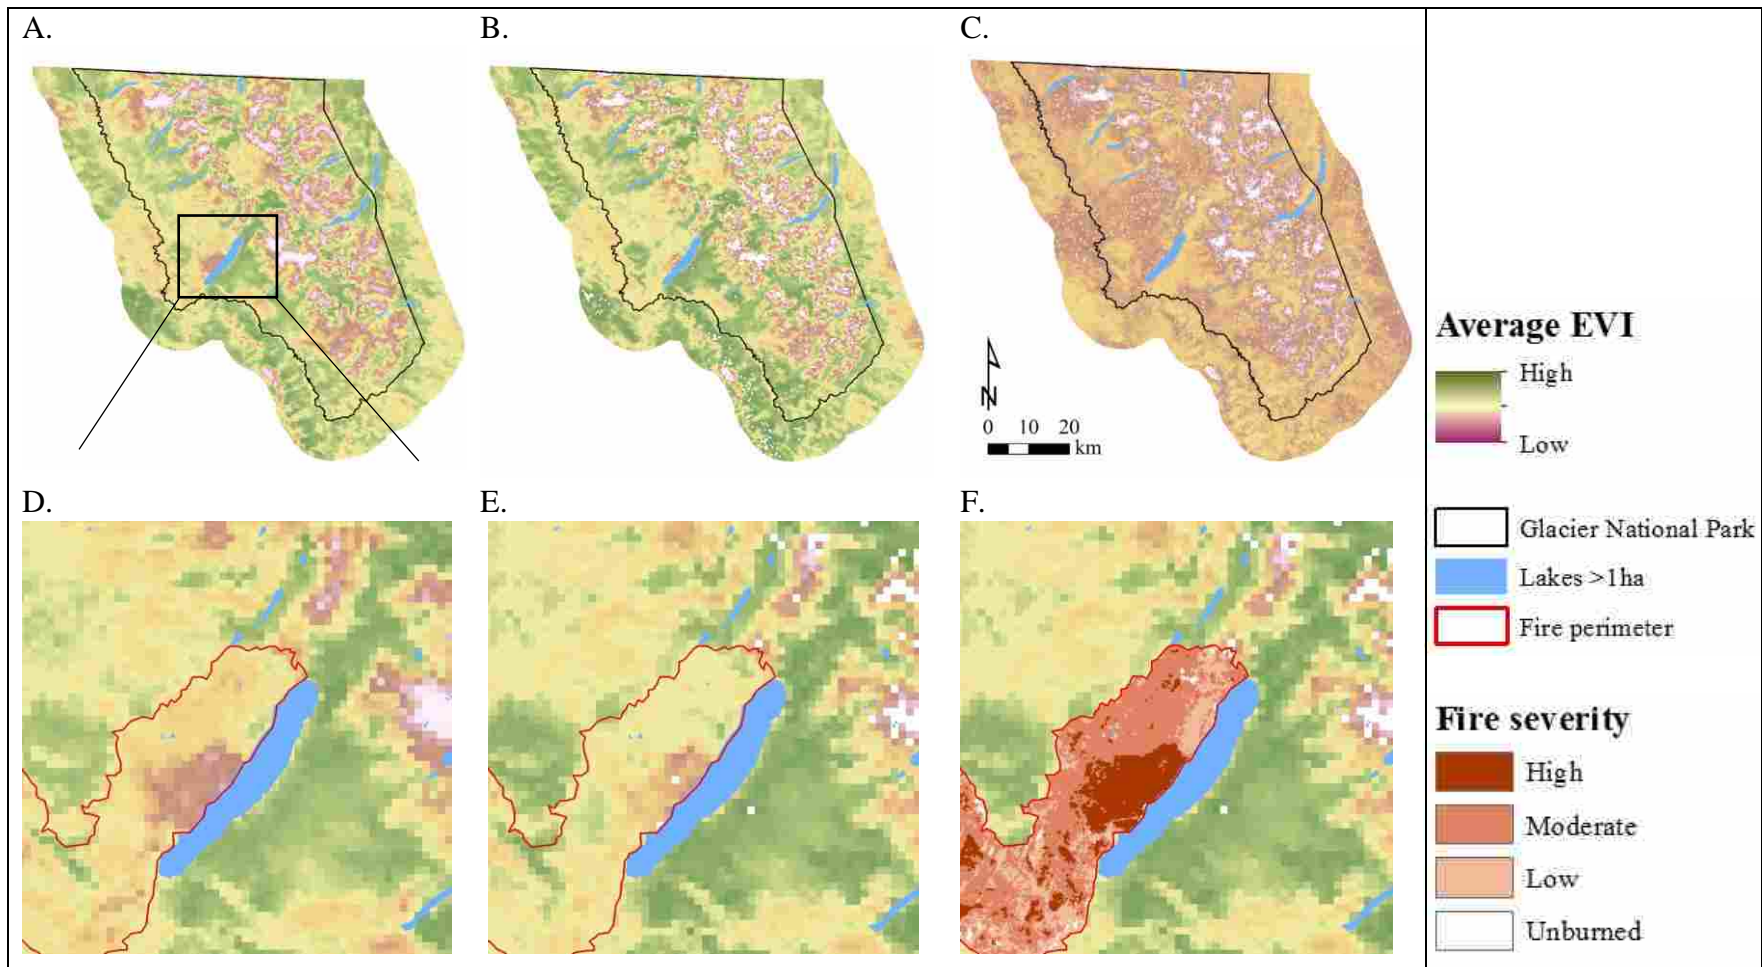 A.
B.
C.
N
0 10 20
km
D.
E.
F.
Average EVI
High
Low
Glacier National Park
Lakes >1ha
Fire perimeter
Fire severity
High
Moderate
Low
Unburned